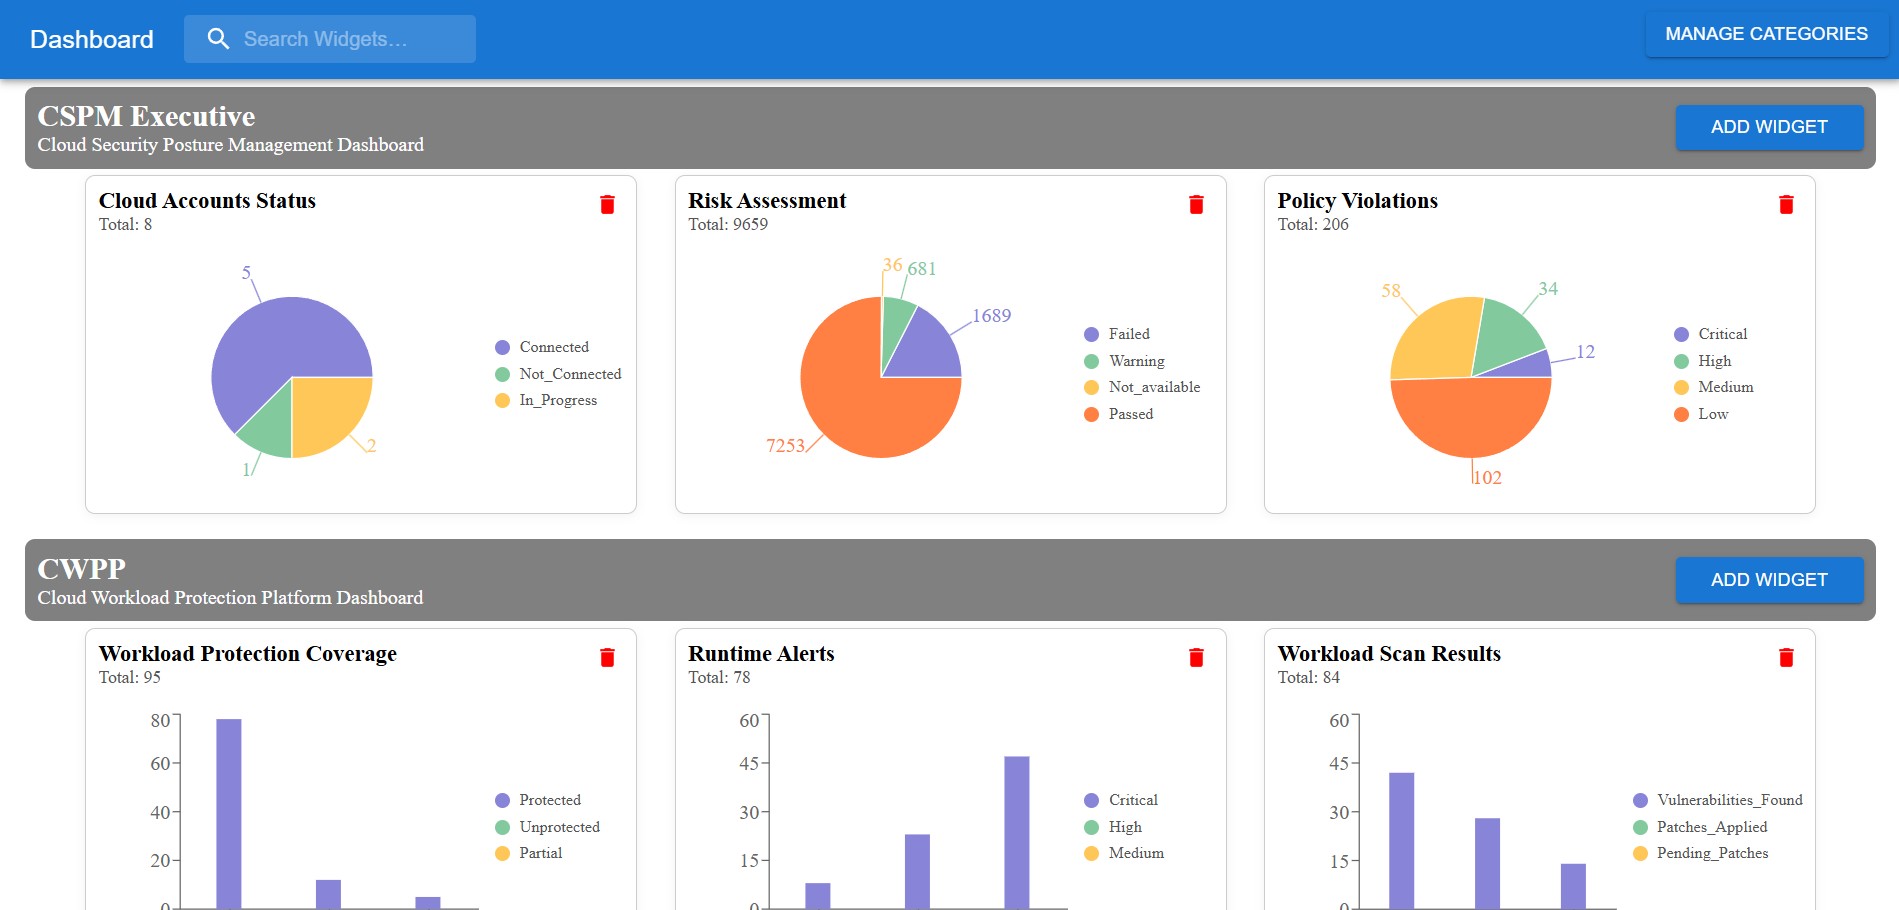 Dashboard
Search Widgets…
MANAGE CATEGORIES
CSPM Executive
Cloud Security Posture Management Dashboard
ADD WIDGET
Cloud Accounts Status
Total: 8
5
1
2
Connected
Not_Connected
In_Progress
Risk Assessment
Total: 9659
36
681
1689
7253
Failed
Warning
Not_available
Passed
Policy Violations
Total: 206
58
34
12
102
Critical
High
Medium
Low
CWPP
Cloud Workload Protection Platform Dashboard
ADD WIDGET
Workload Protection Coverage
Total: 95
80
60
40
20
0
Protected
Unprotected
Partial
Runtime Alerts
Total: 78
60
45
30
15
0
Critical
High
Medium
Workload Scan Results
Total: 84
60
45
30
15
0
Vulnerabilities_Found
Patches_Applied
Pending_Patches